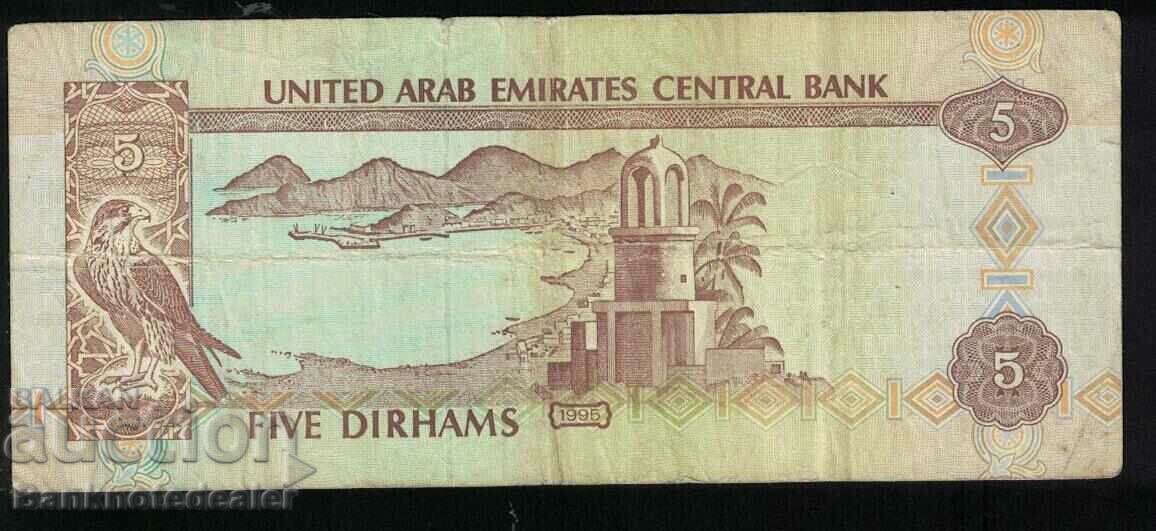 UNITED ARAB EMIRATES CENTRAL BANK
5
5
5
FIVE DIRHAMS
1995
BALKAN
auction
Banknotedealer